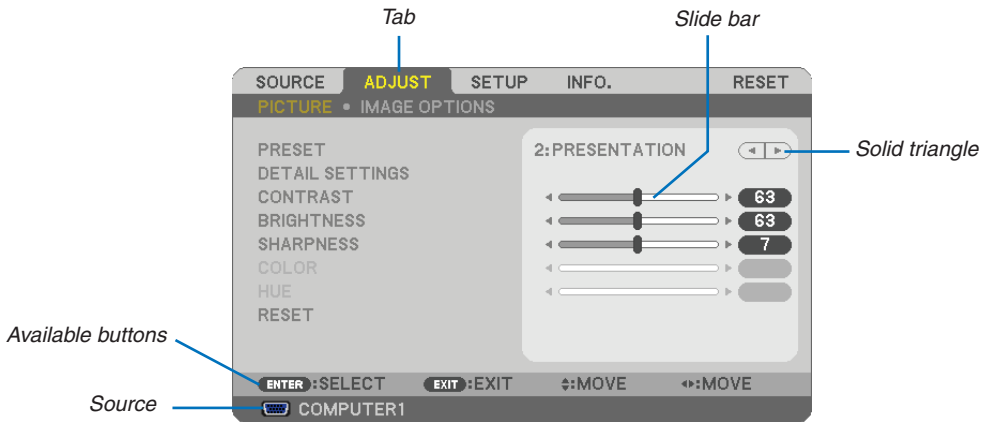 Tab
Slide bar
SOURCE ADJUST SETUP INFO. RESET
PICTURE • IMAGE OPTIONS
PRESET 2:PRESENTATION
Solid triangle
DETAIL SETTINGS
CONTRAST 63
BRIGHTNESS 63
SHARPNESS 7
COLOR
HUE
RESET
Available buttons
ENTER :SELECT EXIT :EXIT :MOVE :MOVE
Source
COMPUTER1